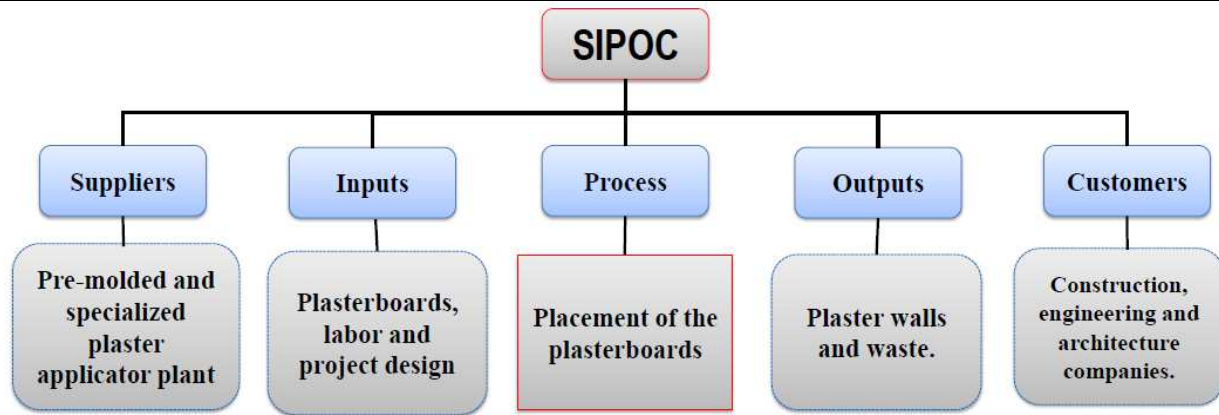 SIPOC
Suppliers
Inputs
Process
Outputs
Customers
Pre-molded and
specialized
plaster
applicator plant
Plasterboards,
labor and
project design
Placement of the
plasterboards
Plaster walls
and waste.
Construction,
engineering and
architecture
companies.